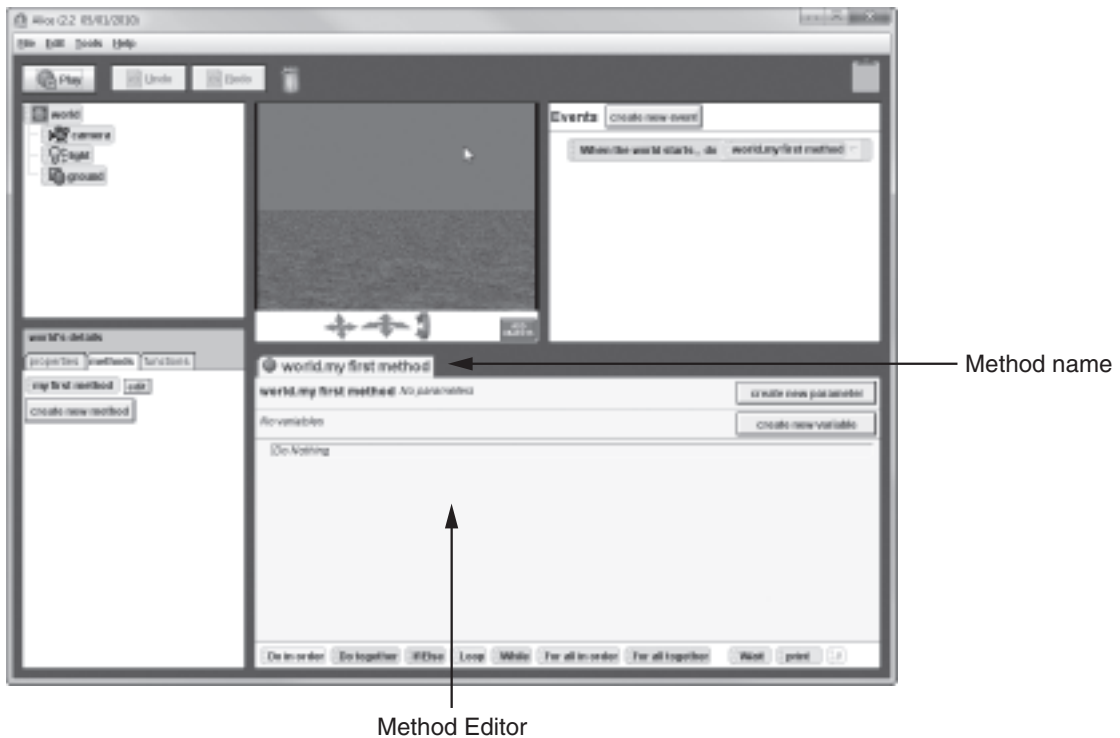 Alice (2.2 05/01/2010)
File Edit Tools Help
Play Undo Redo
world
camera
light
ground
Events create new event
When the world starts, do world.my first method
ADD OBJECTS
world's details
properties methods functions
my first method edit
create new method
world.my first method
Method name
world.my first method No parameters
create new parameter
No variables
create new variable
Do Nothing
Do in order Do together If/Else Loop While For all in order For all together Wait print
Method Editor